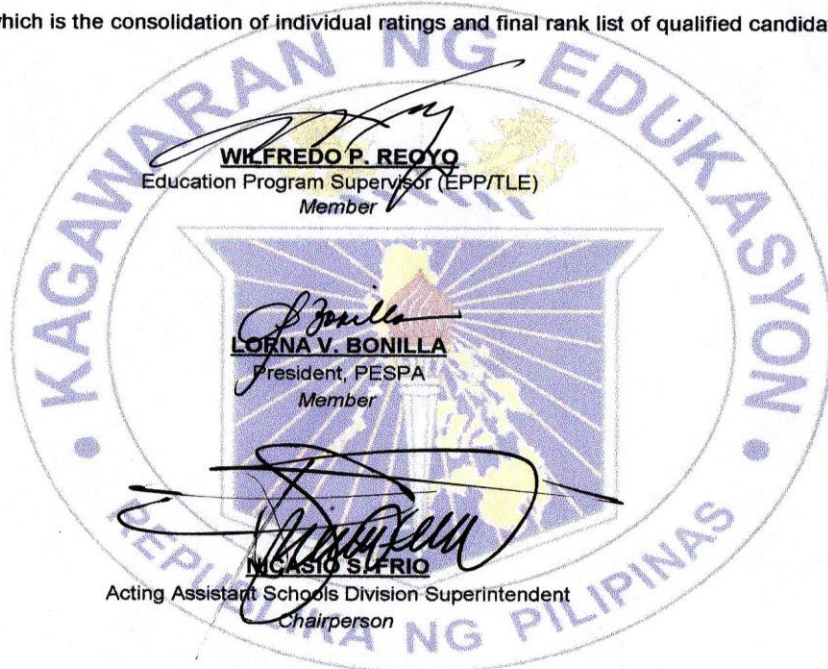 which is the consolidation of individual ratings and final rank list of qualified candida
KAGAWARAN NG EDUKASYON
WILFREDO P. REOYO
Education Program Supervisor (EPP/TLE)
Member
LORNA V. BONILLA
President, PESPA
Member
NICASIO S. FRIO
Acting Assistant Schools Division Superintendent
Chairperson
REPUBLIKA NG PILIPINAS